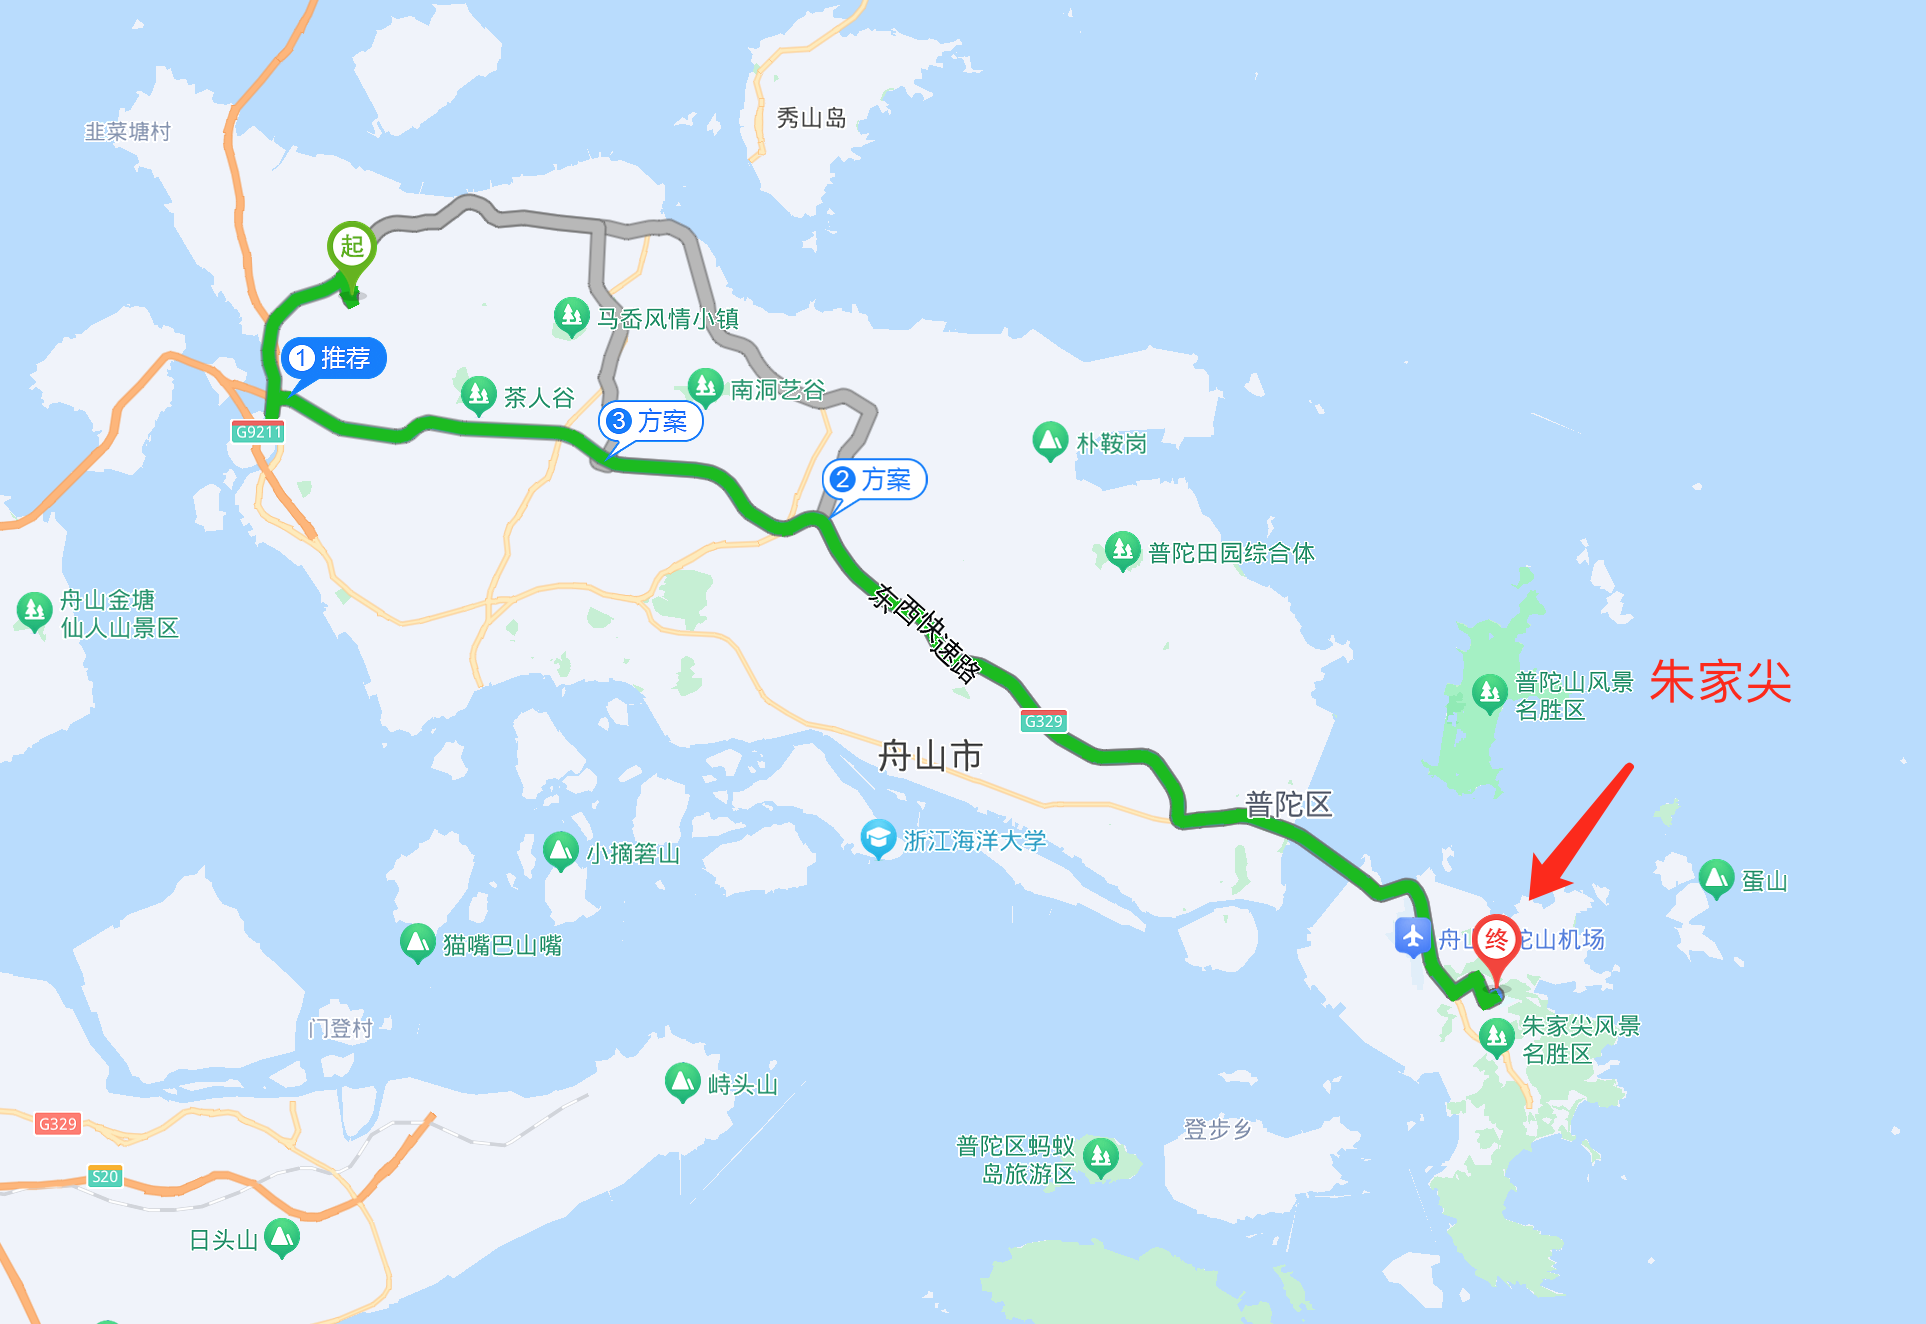 韭菜塘村
秀山岛
起
马岙风情小镇
1 推荐
茶人谷
南洞艺谷
3 方案
G9211
朴鞍岗
2 方案
普陀田园综合体
东西快速路
舟山金塘
仙人山景区
普陀山风景
名胜区
朱家尖
G329
舟山市
普陀区
浙江海洋大学
小摘箬山
蛋山
猫嘴巴山嘴
舟山
陀山机场
终
门登村
朱家尖风景
名胜区
峙头山
G329
登步乡
普陀区蚂蚁
岛旅游区
S20
日头山